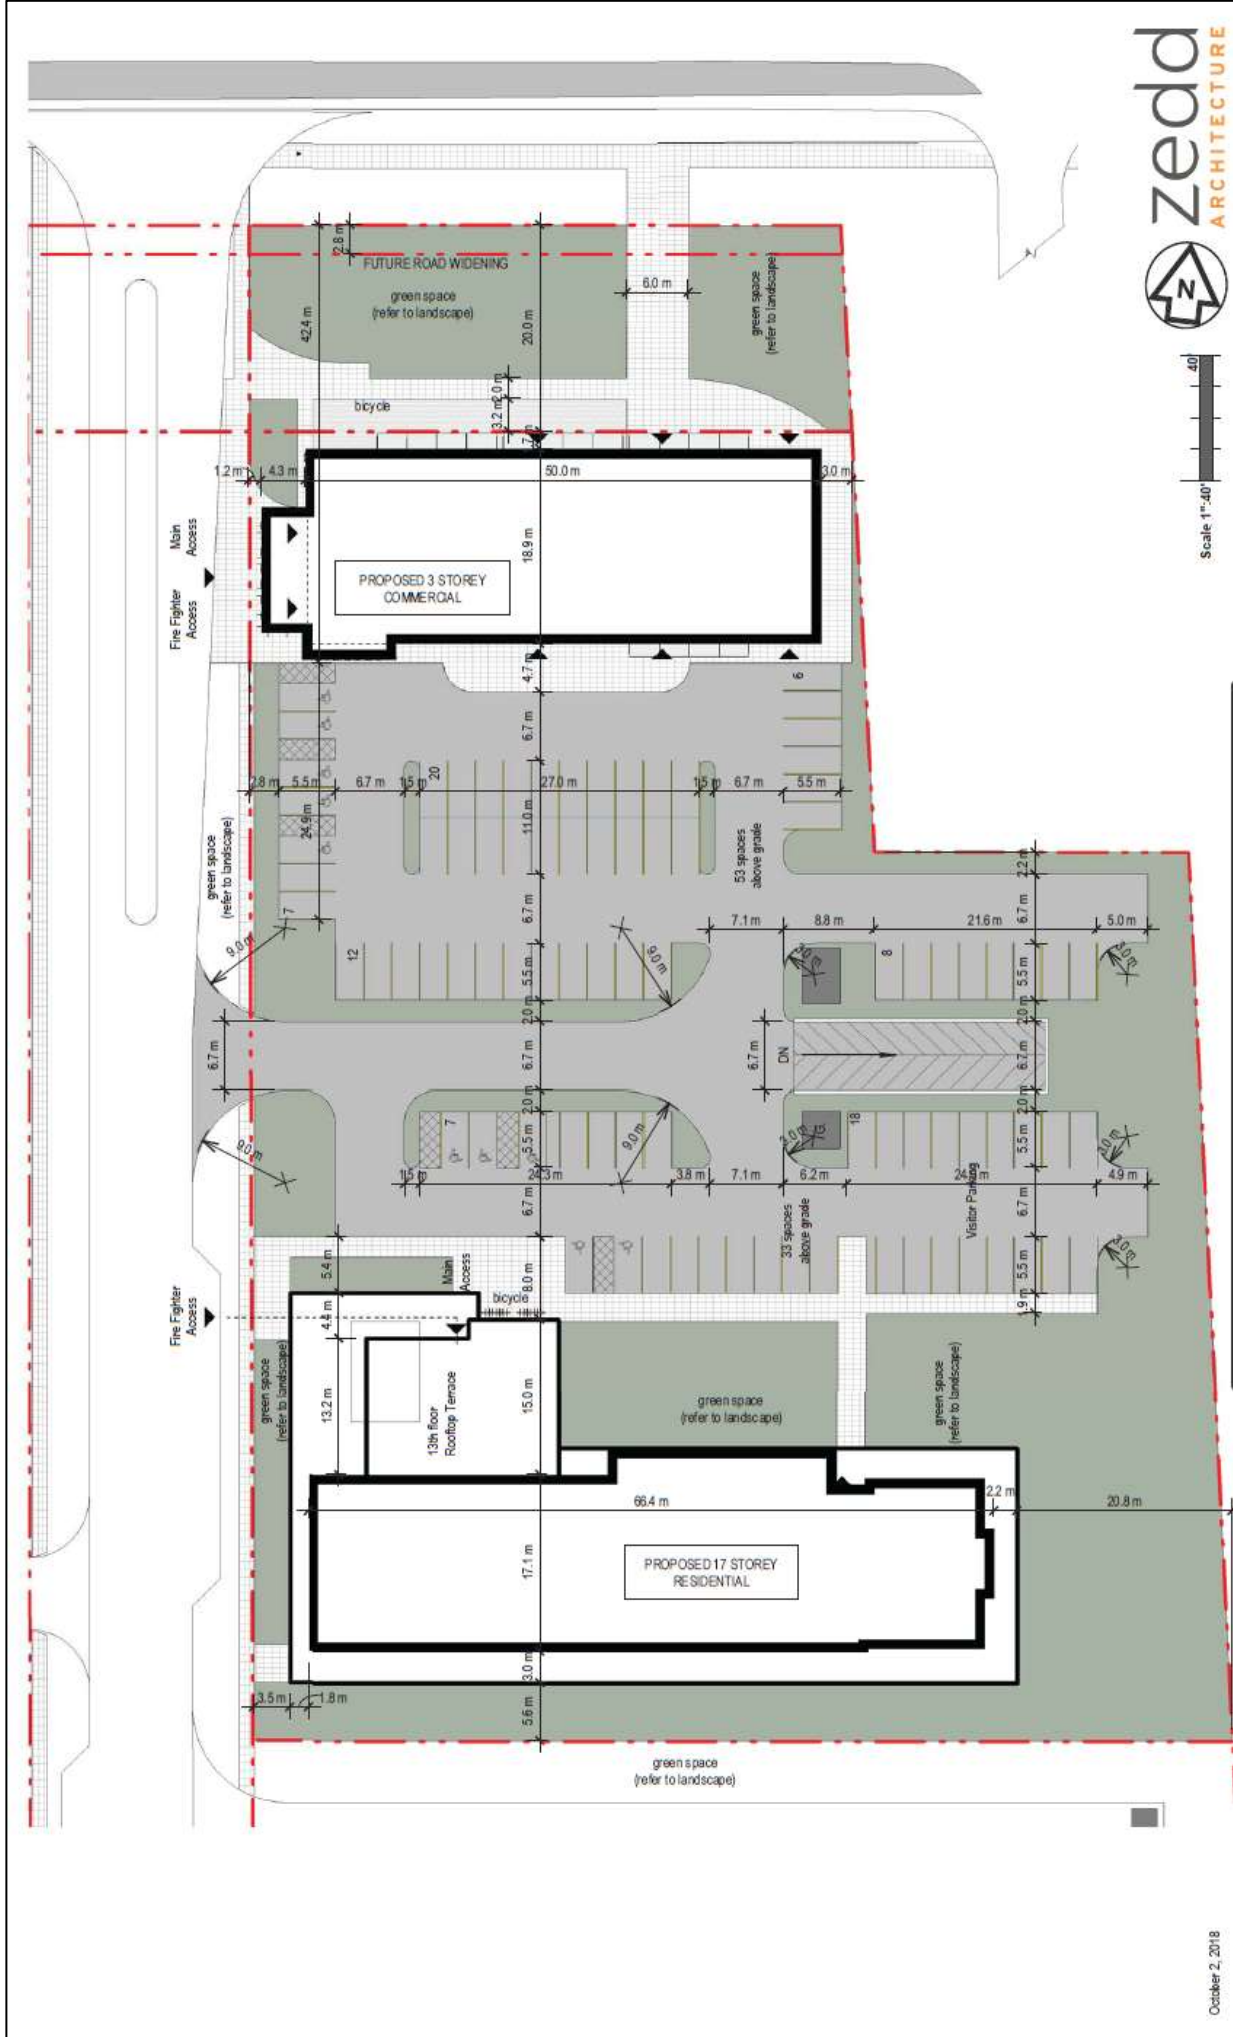 zedd
ARCHITECTURE
N
40'
Scale 1":40'
2.8 m
FUTURE ROAD WIDENING
green space
(refer to landscape)
42.4 m
20.0 m
6.0 m
green space
(refer to landscape)
2.0 m
3.2 m
bicycle
1.2 m
4.3 m
50.0 m
3.0 m
Main
Access
Fire Fighter
Access
18.9 m
PROPOSED 3 STOREY
COMMERCIAL
4.7 m
6
6.7 m
20
5.5 m
6.7 m
1.5 m
27.0 m
1.5 m
6.7 m
5.5 m
24.9 m
11.0 m
green space
(refer to landscape)
53 spaces
above grade
2.2 m
7
6.7 m
7.1 m
8.8 m
21.6 m
6.7 m
5.0 m
9.0 m
12
5.5 m
9.0 m
3.0 m
8
5.5 m
3.0 m
2.0 m
2.0 m
6.7 m
6.7 m
6.7 m
DN
6.7 m
2.0 m
2.0 m
9.0 m
7
5.5 m
9.0 m
3.0 m
G
18
5.5 m
3.0 m
1.5 m
24.3 m
3.8 m
7.1 m
6.2 m
4.9 m
Visitor Parking
6.7 m
6.7 m
33 spaces
above grade
5.4 m
Main
Access
8.0 m
5.5 m
3.0 m
bicycle
1.9 m
Fire Fighter
Access
4.4 m
green space
(refer to landscape)
13.2 m
13th floor
Rooftop Terrace
15.0 m
green space
(refer to landscape)
green space
(refer to landscape)
66.4 m
2.2 m
20.8 m
17.1 m
PROPOSED 17 STOREY
RESIDENTIAL
3.0 m
3.5 m
1.8 m
5.6 m
green space
(refer to landscape)
October 2, 2018